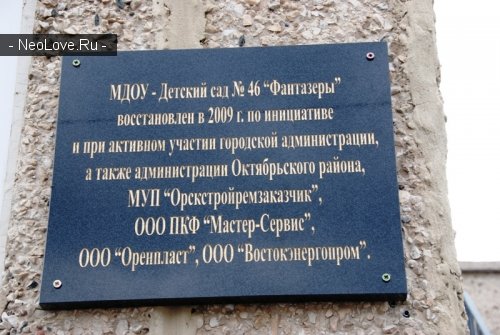 - NeoLove.Ru -
МДОУ - Детский сад № 46 “Фантазеры”
восстановлен в 2009 г. по инициативе
и при активном участии городской администрации,
а также администрации Октябрьского района,
МУП “Орскстройремзаказчик”,
ООО ПКФ “Мастер-Сервис”,
ООО “Оренпласт”, ООО “Востокэнергопром”.